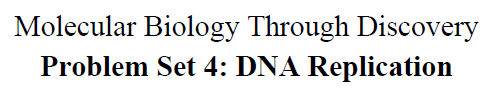 Molecular Biology Through Discovery
Problem Set 4: DNA Replication